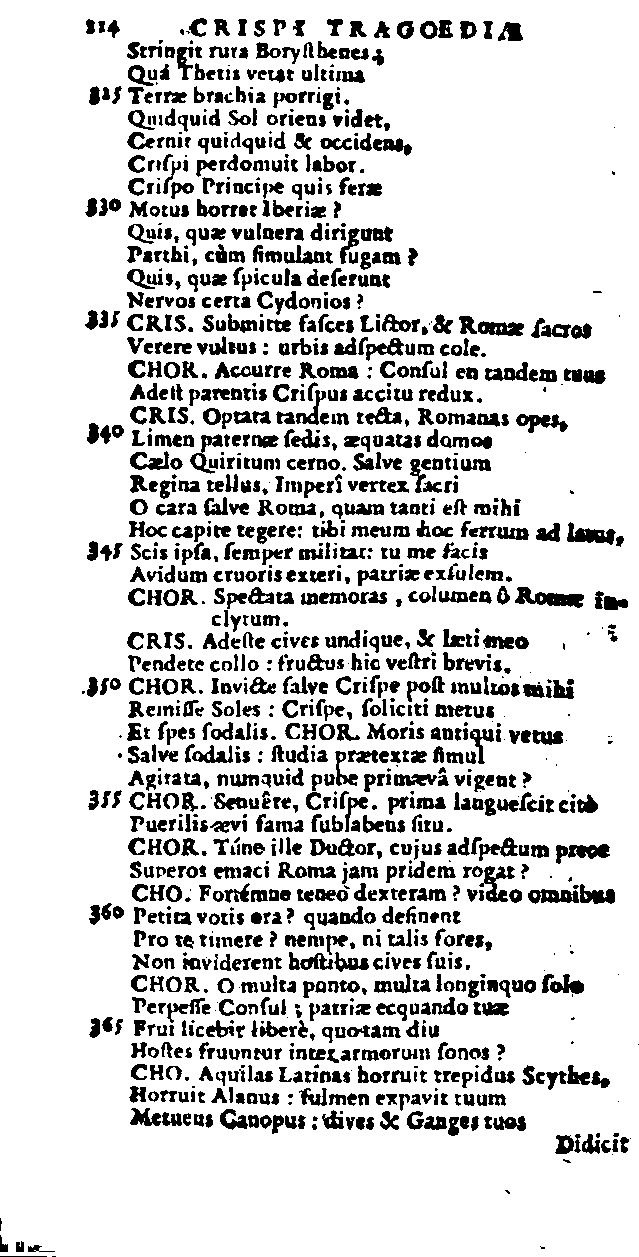 214 CRISPI TRAGOEDIÆ
Stringit rura Boryſthenes;
Quâ Thetis vetat ultima
325 Terræ brachia porrigi.
Quidquid Sol oriens videt,
Cernit quidquid & occidens,
Criſpi perdomuit labor.
Criſpo Principe quis feræ
330 Motus horret Iberiæ ?
Quis, quæ vulnera dirigunt
Parthi, cùm ſimulant fugam ?
Quis, quæ ſpicula deferunt
Nervos certa Cydonios ?
335 CRIS. Submitte faſces Lictor, & Romæ ſacros
Verere vultus : urbis adſpectum cole.
CHOR. Accurre Roma : Conſul en tandem tuus
Adeſt parentis Criſpus accitu redux.
CRIS. Optata tandem tecta, Romanas opes,
340 Limen paternæ ſedis, æquatas domos
Cælo Quiritum cerno. Salve gentium
Regina tellus, Imperî vertex ſacri
O cara ſalve Roma, quam tanti eſt mihi
Hoc capite tegere: tibi meum hoc ferrum ad latus,
345 Scis ipſa, ſemper militat: tu me facis
Avidum cruoris exteri, patriæ exſulem.
CHOR. Spectata memoras , columen ô Romæ in-
clytum.
CRIS. Adeſte cives undique, & læti meo
Pendete collo : fructus hic veſtri brevis.
350 CHOR. Invicte ſalve Criſpe poſt multos mihi
Remiſſe Soles : Criſpe, ſoliciti metus
Et ſpes ſodalis. CHOR. Moris antiqui vetus
Salve ſodalis : ſtudia prætextæ ſimul
Agitata, numquid pube primævâ vigent ?
355 CHOR. Senuêre, Criſpe. prima langueſcit citò
Puerilis ævi fama ſublabens ſitu.
CHOR. Túne ille Ductor, cujus adſpectum prece
Superos emaci Roma jam pridem rogat ?
CHO. Fortémne teneo dexteram ? video omnibus
360 Petita votis ora ? quando deſinent
Pro te timere ? nempe, ni talis fores,
Non inviderent hoſtibus cives ſuis.
CHOR. O multa ponto, multa longinquo ſolo
Perpeſſe Conſul ; patriæ ecquando tuæ
365 Frui licebit liberè, quo tam diu
Hoſtes fruuntur inter armorum ſonos ?
CHO. Aquilas Latinas horruit trepidus Scythes,
Horruit Alanus : fulmen expavit tuum
Metuens Canopus : dives & Ganges tuos
Didicit